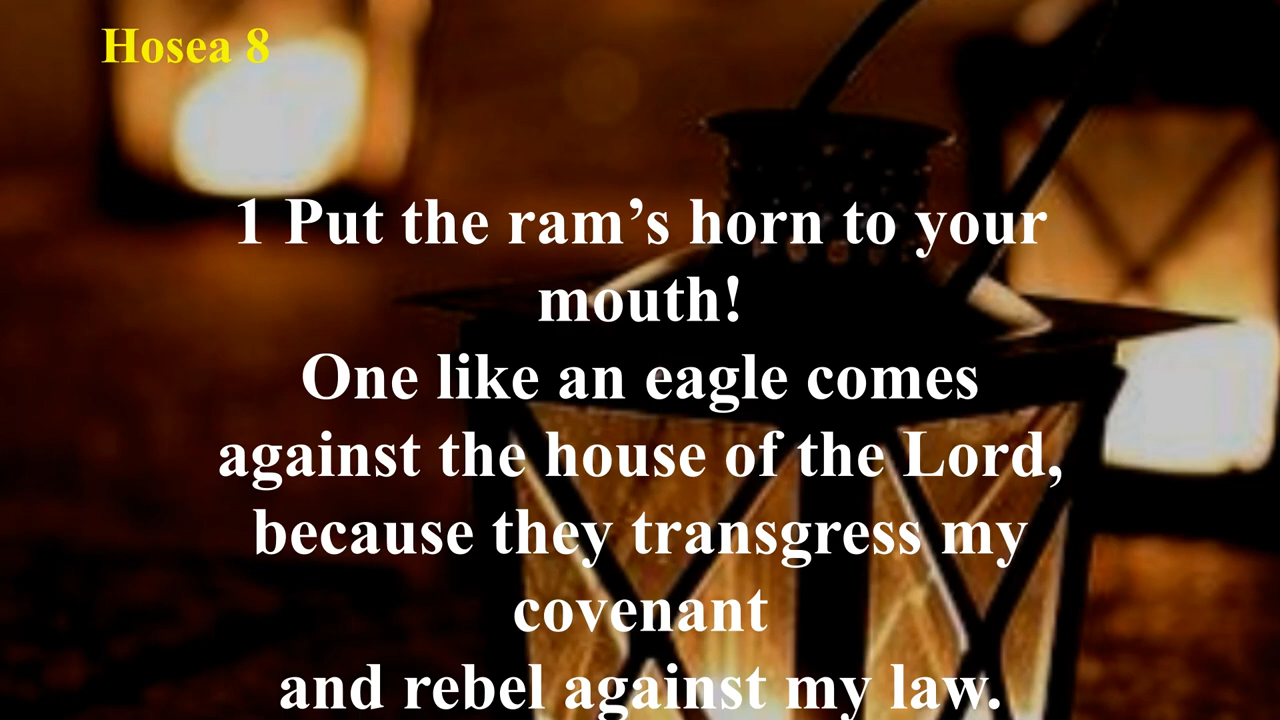 Hosea 8
1 Put the ram’s horn to your
mouth!
One like an eagle comes
against the house of the Lord,
because they transgress my
covenant
and rebel against my law.